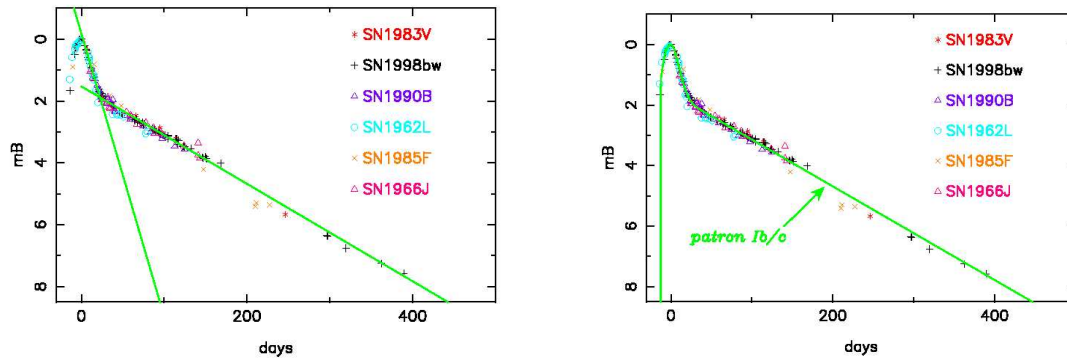 0
2
4
6
8
mB
0
200
400
days
SN1983V
SN1998bw
SN1990B
SN1962L
SN1985F
SN1966J
0
2
4
6
8
mB
0
200
400
days
SN1983V
SN1998bw
SN1990B
SN1962L
SN1985F
SN1966J
patron Ib/c